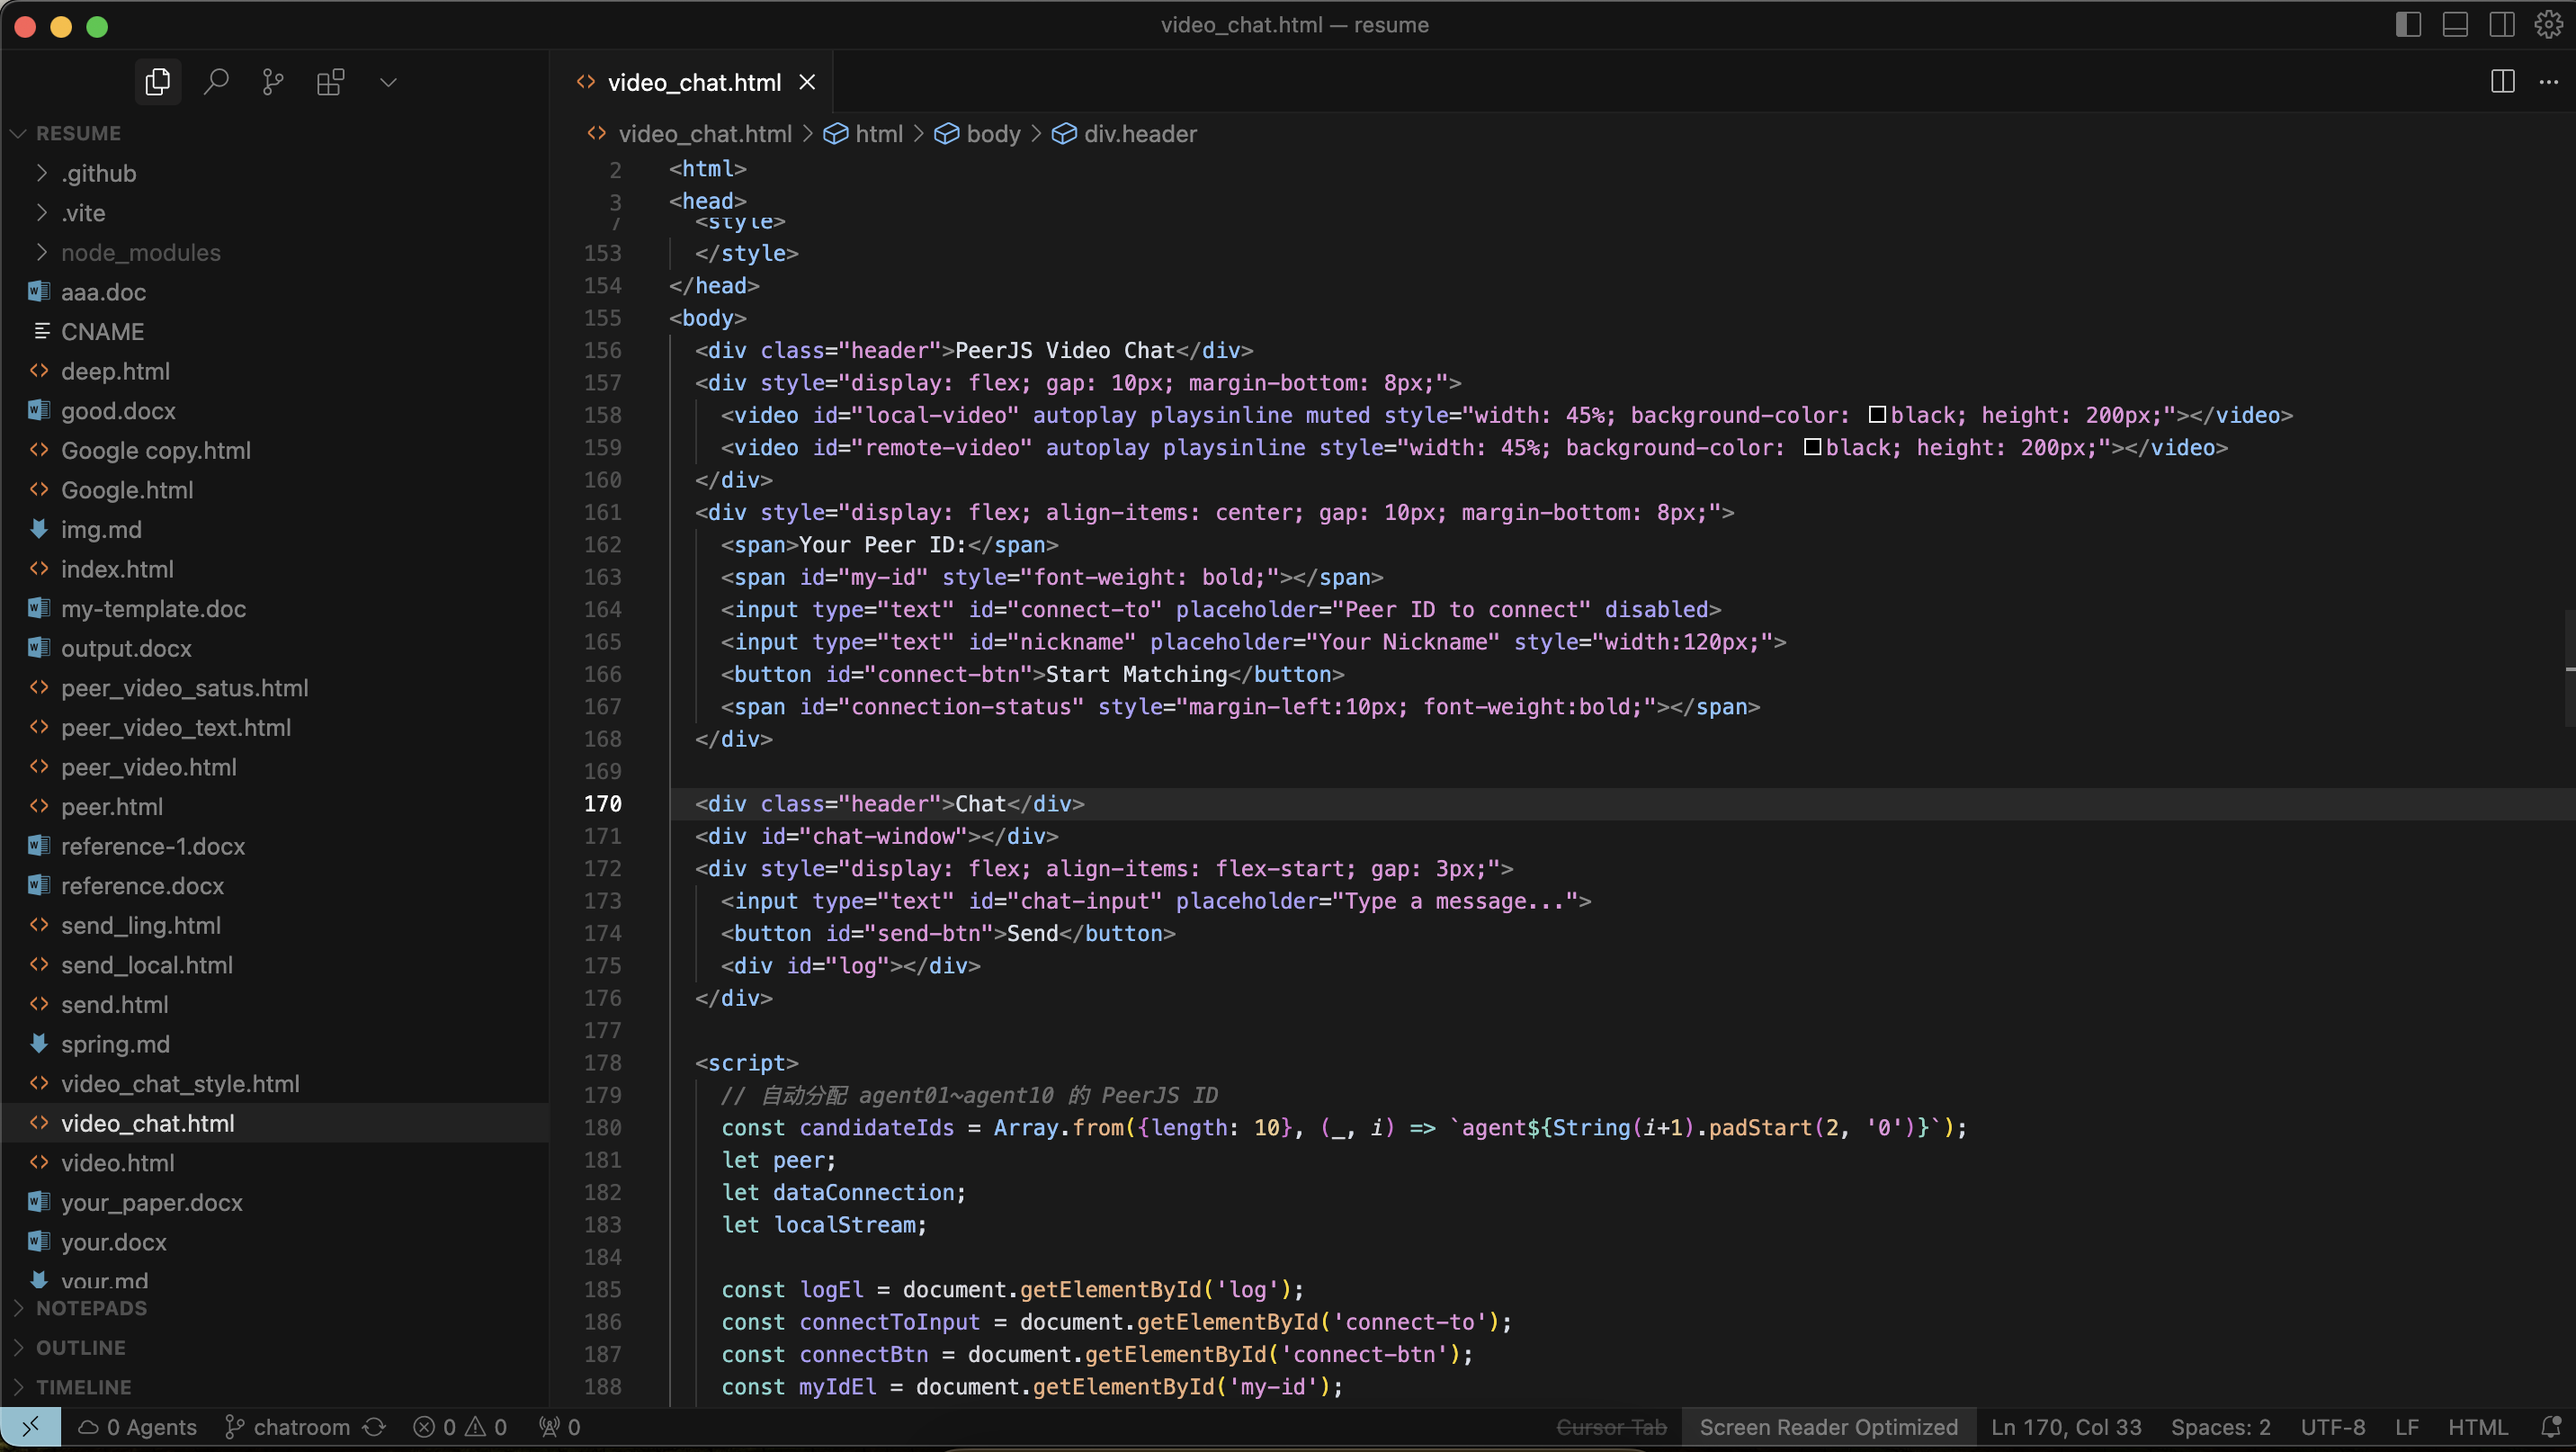 video_chat.html — resume
RESUME
.github
.vite
node_modules
aaa.doc
CNAME
deep.html
good.docx
Google copy.html
Google.html
img.md
index.html
my-template.doc
output.docx
peer_video_satus.html
peer_video_text.html
peer_video.html
peer.html
reference-1.docx
reference.docx
send_ling.html
send_local.html
send.html
spring.md
video_chat_style.html
video_chat.html
video.html
your_paper.docx
your.docx
your.md
NOTEPADS
OUTLINE
TIMELINE
video_chat.html
video_chat.html > html > body > div.header
2 <html>
3 <head>
7 <style>
153 </style>
154 </head>
155 <body>
156 <div class="header">PeerJS Video Chat</div>
157 <div style="display: flex; gap: 10px; margin-bottom: 8px;">
158 <video id="local-video" autoplay playsinline muted style="width: 45%; background-color: black; height: 200px;"></video>
159 <video id="remote-video" autoplay playsinline style="width: 45%; background-color: black; height: 200px;"></video>
160 </div>
161 <div style="display: flex; align-items: center; gap: 10px; margin-bottom: 8px;">
162 <span>Your Peer ID:</span>
163 <span id="my-id" style="font-weight: bold;"></span>
164 <input type="text" id="connect-to" placeholder="Peer ID to connect" disabled>
165 <input type="text" id="nickname" placeholder="Your Nickname" style="width:120px;">
166 <button id="connect-btn">Start Matching</button>
167 <span id="connection-status" style="margin-left:10px; font-weight:bold;"></span>
168 </div>
169
170 <div class="header">Chat</div>
171 <div id="chat-window"></div>
172 <div style="display: flex; align-items: flex-start; gap: 3px;">
173 <input type="text" id="chat-input" placeholder="Type a message...">
174 <button id="send-btn">Send</button>
175 <div id="log"></div>
176 </div>
177
178 <script>
179 // 自动分配 agent01~agent10 的 PeerJS ID
180 const candidateIds = Array.from({length: 10}, (_, i) => `agent${String(i+1).padStart(2, '0')}`);
181 let peer;
182 let dataConnection;
183 let localStream;
184
185 const logEl = document.getElementById('log');
186 const connectToInput = document.getElementById('connect-to');
187 const connectBtn = document.getElementById('connect-btn');
188 const myIdEl = document.getElementById('my-id');
0 Agents chatroom 0 0 0 Cursor Tab Screen Reader Optimized Ln 170, Col 33 Spaces: 2 UTF-8 LF HTML